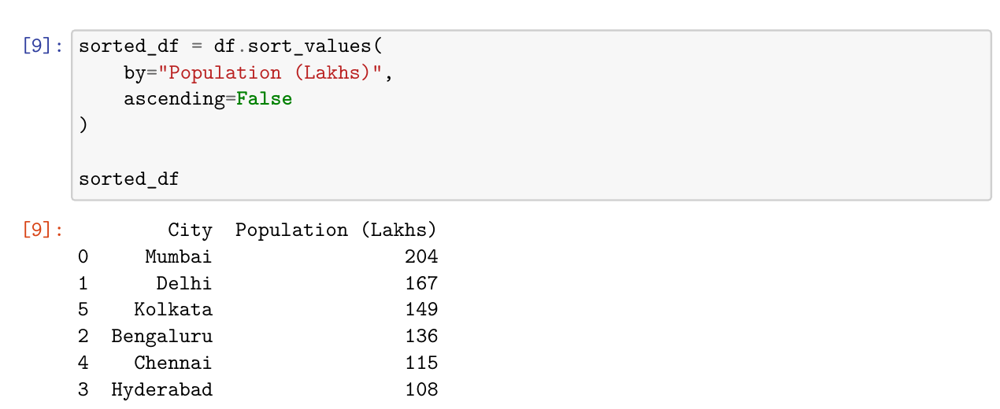 [9]: sorted_df = df.sort_values(
    by="Population (Lakhs)",
    ascending=False
)
sorted_df
[9]: City Population (Lakhs)
0 Mumbai 204
1 Delhi 167
5 Kolkata 149
2 Bengaluru 136
4 Chennai 115
3 Hyderabad 108